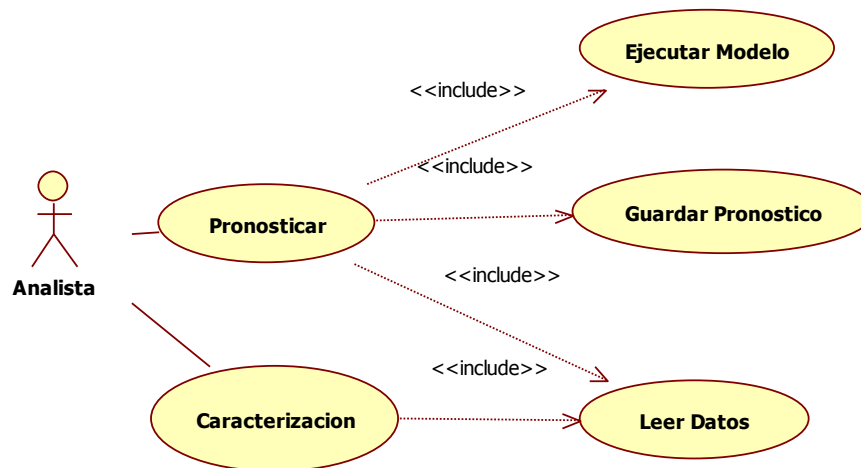 Ejecutar Modelo
<<include>>
<<include>>
Pronosticar
Guardar Pronostico
Analista
<<include>>
<<include>>
Caracterizacion
Leer Datos